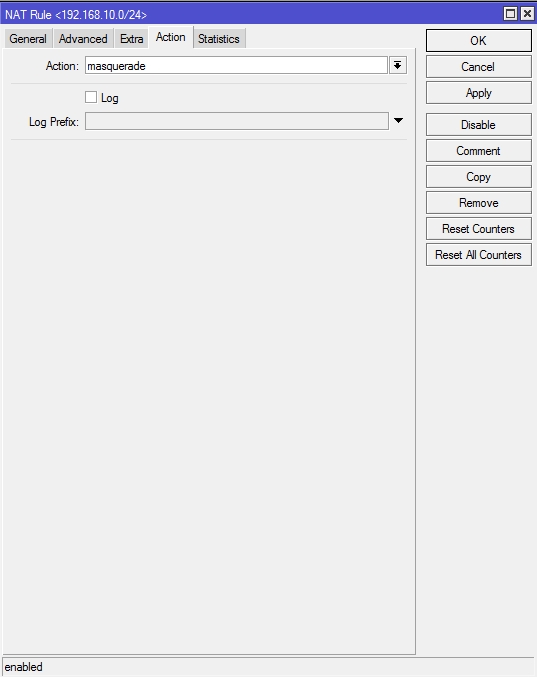 NAT Rule <192.168.10.0/24>
General Advanced Extra Action Statistics
Action: masquerade
Log
Log Prefix:
OK
Cancel
Apply
Disable
Comment
Copy
Remove
Reset Counters
Reset All Counters
enabled